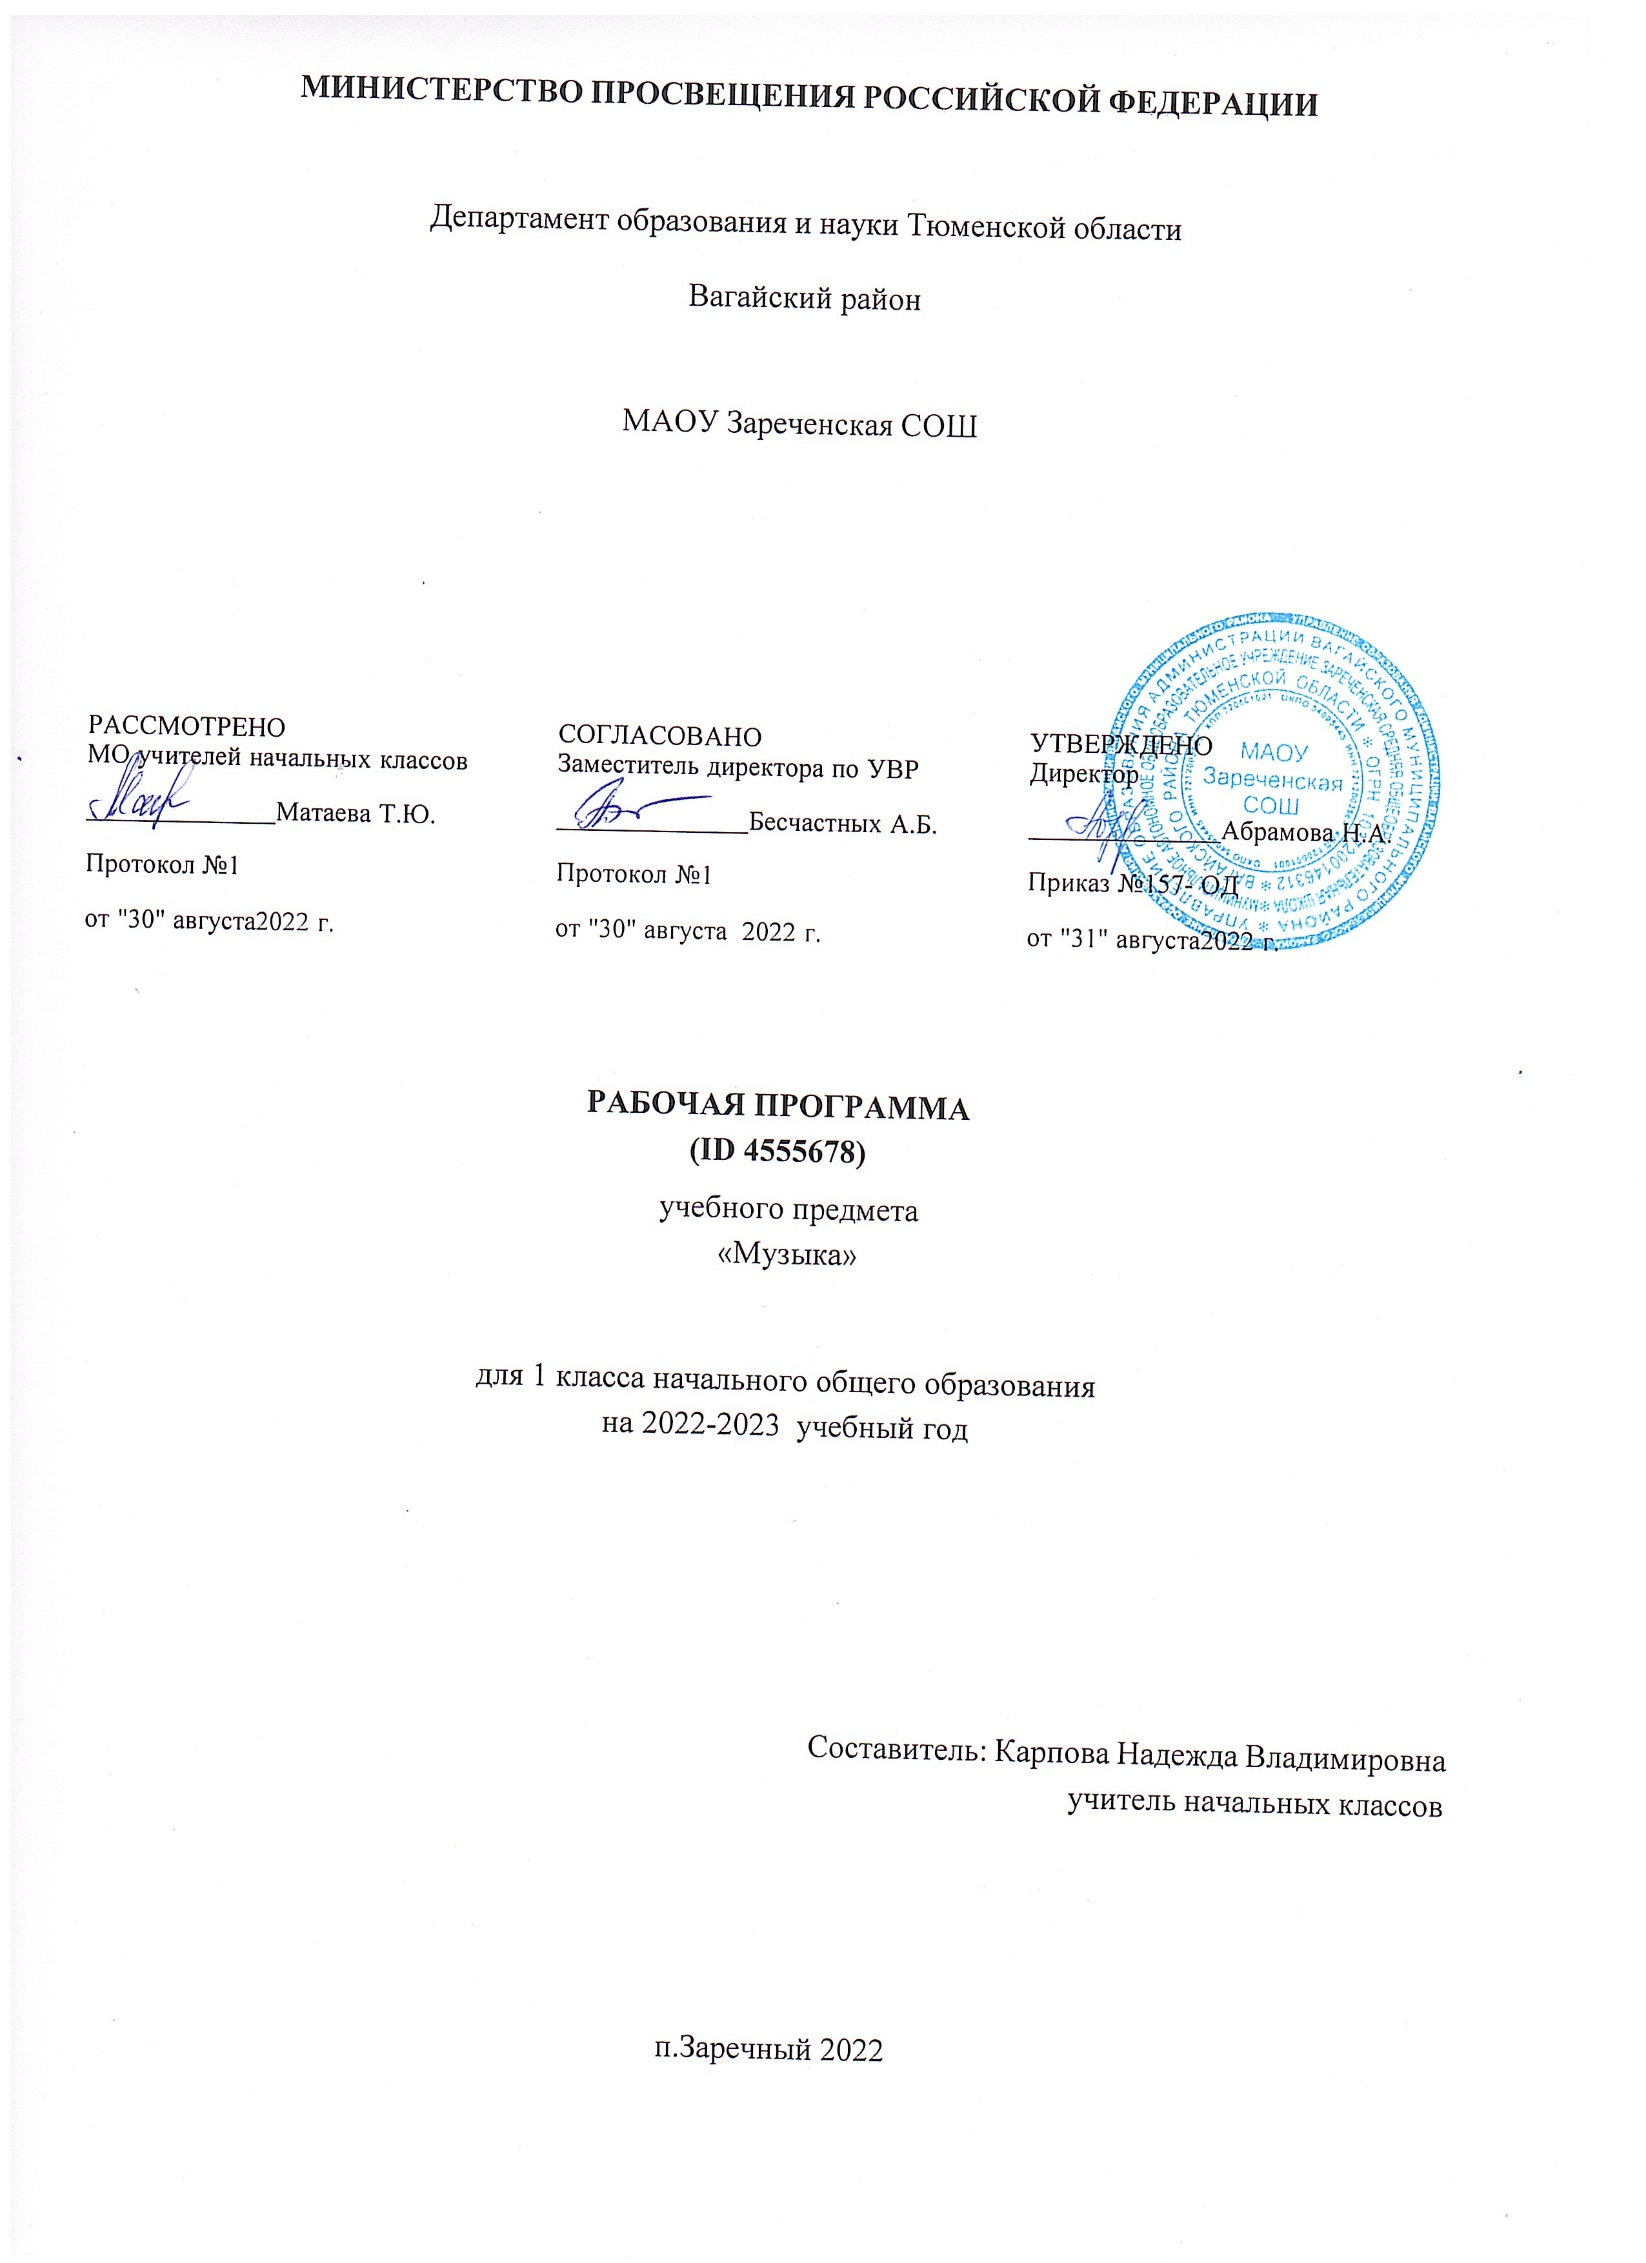 МИНИСТЕРСТВО ПРОСВЕЩЕНИЯ РОССИЙСКОЙ ФЕДЕРАЦИИ
Департамент образования и науки Тюменской области
Вагайский район
МАОУ Зареченская СОШ
РАССМОТРЕНО
МО учителей начальных классов
Матаева Т.Ю.
Протокол №1
от "30" августа2022 г.
СОГЛАСОВАНО
Заместитель директора по УВР
Бесчастных А.Б.
Протокол №1
от "30" августа 2022 г.
УТВЕРЖДЕНО
Директор
Абрамова Н.А.
Приказ №157- ОД
от "31" августа2022 г.
МАОУ
Зареченская
СОШ
РАБОЧАЯ ПРОГРАММА
(ID 4555678)
учебного предмета
«Музыка»
для 1 класса начального общего образования
на 2022-2023 учебный год
Составитель: Карпова Надежда Владимировна
учитель начальных классов
п.Заречный 2022